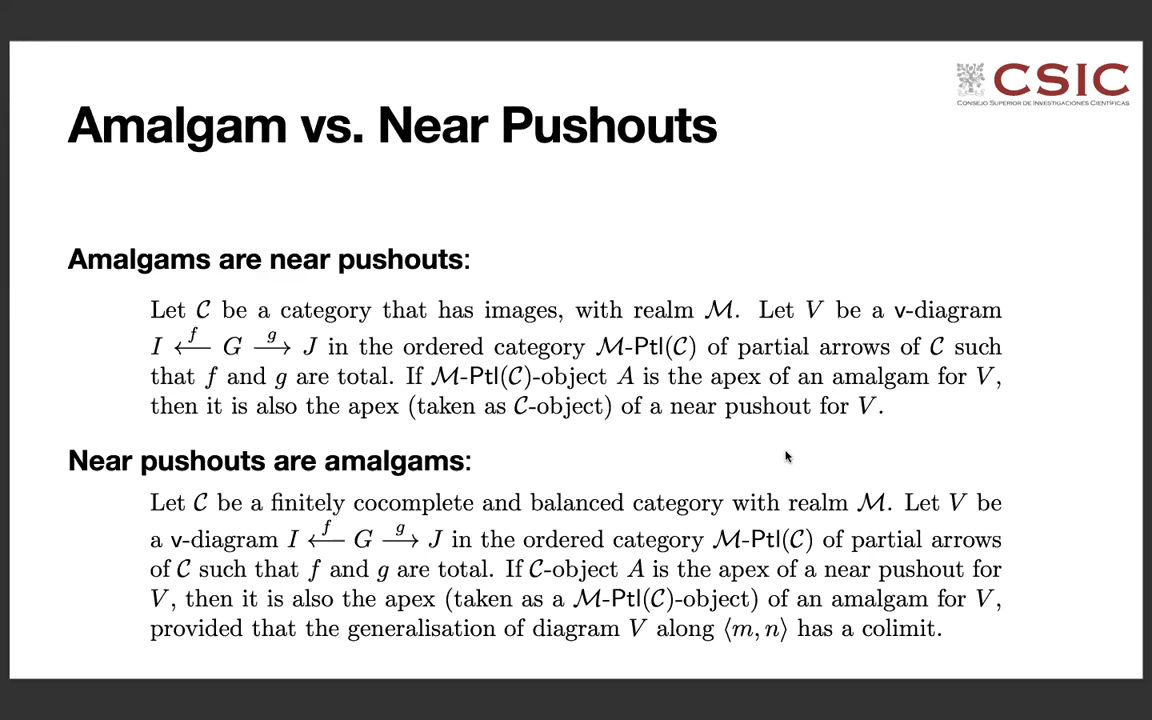 CSIC
CONSEJO SUPERIOR DE INVESTIGACIONES CIENTÍFICAS
Amalgam vs. Near Pushouts
Amalgams are near pushouts:
Let 𝒞 be a category that has images, with realm ℳ. Let V be a v-diagram
I ←f− G −g→ J in the ordered category ℳ-Ptl(𝒞) of partial arrows of 𝒞 such
that f and g are total. If ℳ-Ptl(𝒞)-object A is the apex of an amalgam for V,
then it is also the apex (taken as 𝒞-object) of a near pushout for V.
Near pushouts are amalgams:
Let 𝒞 be a finitely cocomplete and balanced category with realm ℳ. Let V be
a v-diagram I ←f− G −g→ J in the ordered category ℳ-Ptl(𝒞) of partial arrows
of 𝒞 such that f and g are total. If 𝒞-object A is the apex of a near pushout for
V, then it is also the apex (taken as a ℳ-Ptl(𝒞)-object) of an amalgam for V,
provided that the generalisation of diagram V along ⟨m, n⟩ has a colimit.